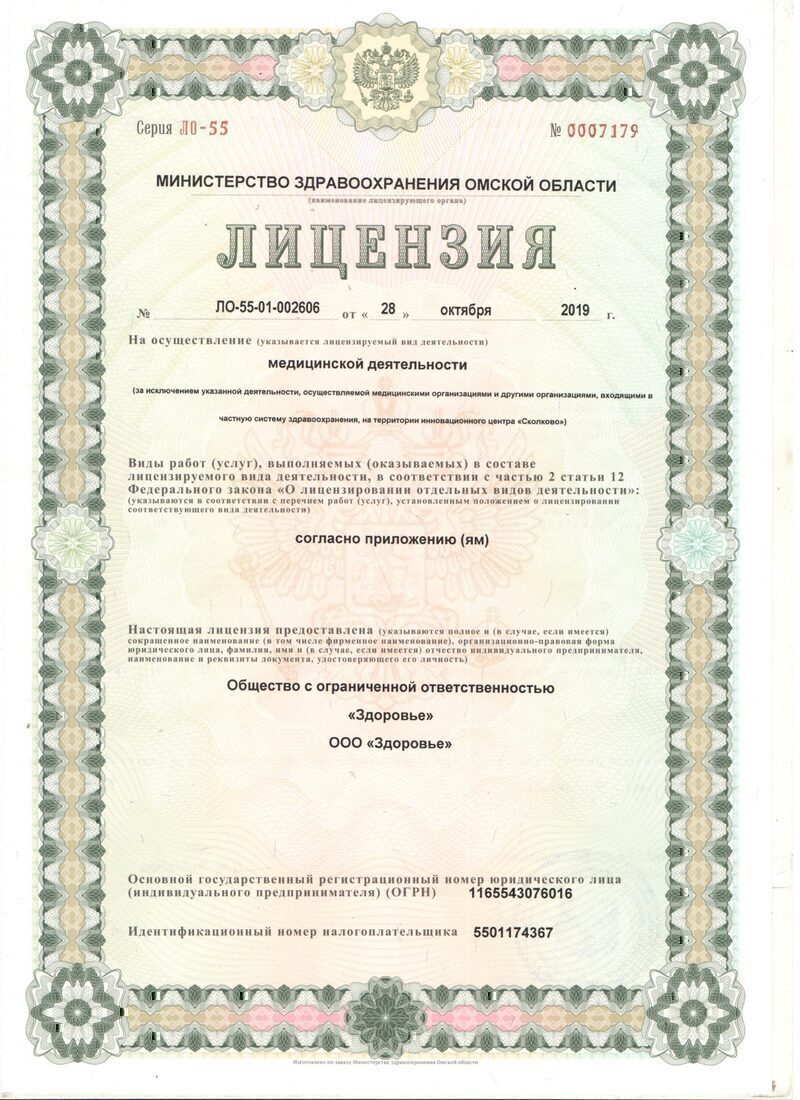 Серия ЛО-55 № 0007179
МИНИСТЕРСТВО ЗДРАВООХРАНЕНИЯ ОМСКОЙ ОБЛАСТИ
(наименование лицензирующего органа)
ЛИЦЕНЗИЯ
№ ЛО-55-01-002606 от « 28 » октября 2019 г.
На осуществление (указывается лицензируемый вид деятельности)
медицинской деятельности
(за исключением указанной деятельности, осуществляемой медицинскими организациями и другими организациями, входящими в
частную систему здравоохранения, на территории инновационного центра «Сколково»)
Виды работ (услуг), выполняемых (оказываемых) в составе
лицензируемого вида деятельности, в соответствии с частью 2 статьи 12
Федерального закона «О лицензировании отдельных видов деятельности»:
(указываются в соответствии с перечнем работ (услуг), установленным положением о лицензировании
соответствующего вида деятельности)
согласно приложению (ям)
Настоящая лицензия предоставлена (указываются полное и (в случае, если имеется)
сокращенное наименование (в том числе фирменное наименование), организационно-правовая форма
юридического лица, фамилия, имя и (в случае, если имеется) отчество индивидуального предпринимателя,
наименование и реквизиты документа, удостоверяющего его личность)
Общество с ограниченной ответственностью
«Здоровье»
ООО «Здоровье»
Основной государственный регистрационный номер юридического лица
(индивидуального предпринимателя) (ОГРН) 1165543076016
Идентификационный номер налогоплательщика 5501174367
Изготовлено по заказу Министерства здравоохранения Омской области